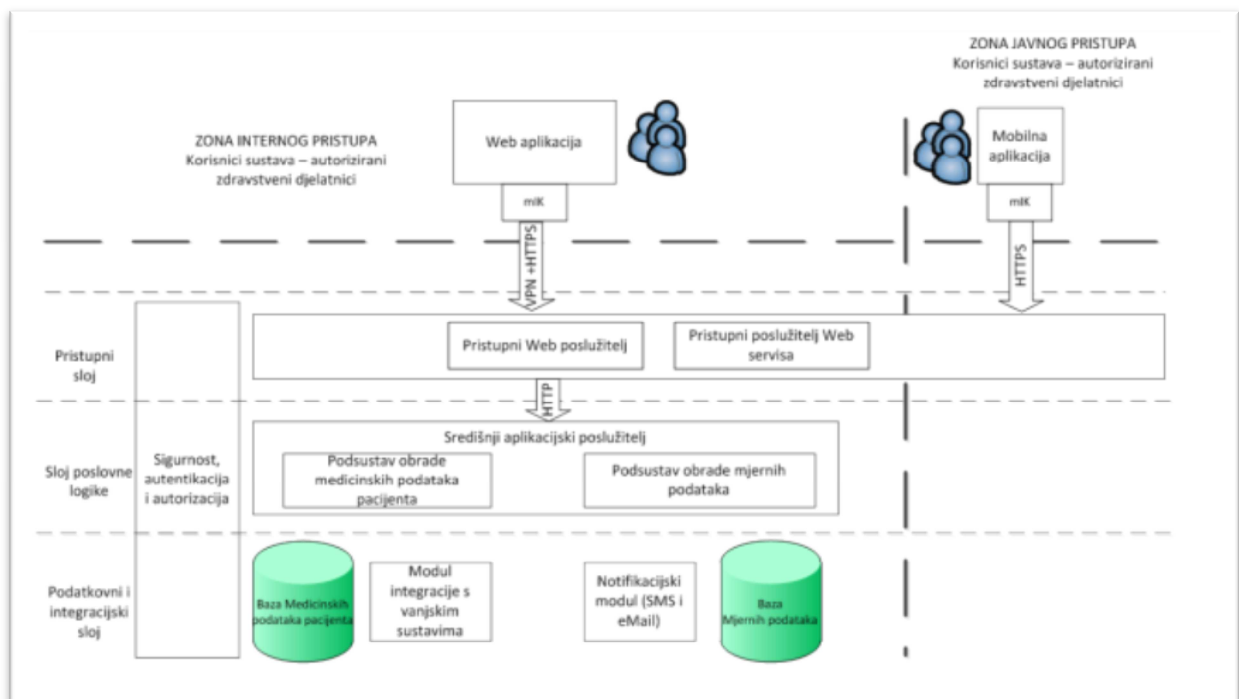 ZONA JAVNOG PRISTUPA
Korisnici sustava – autorizirani
zdravstveni djelatnici
ZONA INTERNOG PRISTUPA
Korisnici sustava – autorizirani
zdravstveni djelatnici
Web aplikacija
mIK
Mobilna
aplikacija
mIK
VPN +HTTPS
HTTPS
Pristupni
sloj
Pristupni Web poslužitelj
Pristupni poslužitelj Web
servisa
HTTP
Sloj poslovne
logike
Sigurnost,
autentikacija
i autorizacija
Središnji aplikacijski poslužitelj
Podsustav obrade
medicinskih podataka
pacijenta
Podsustav obrade mjernih
podataka
Podatkovni i
integracijski
sloj
Baza Medicinskih
podataka pacijenta
Modul
integracije s
vanjskim
sustavima
Notifikacijski
modul (SMS i
eMail)
Baza
Mjernih podataka